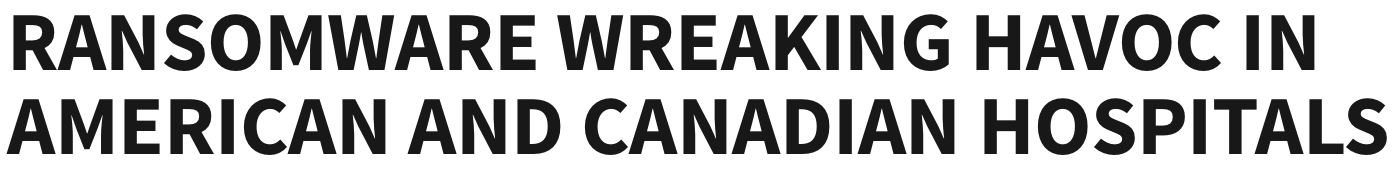 RANSOMWARE WREAKING HAVOC IN
AMERICAN AND CANADIAN HOSPITALS